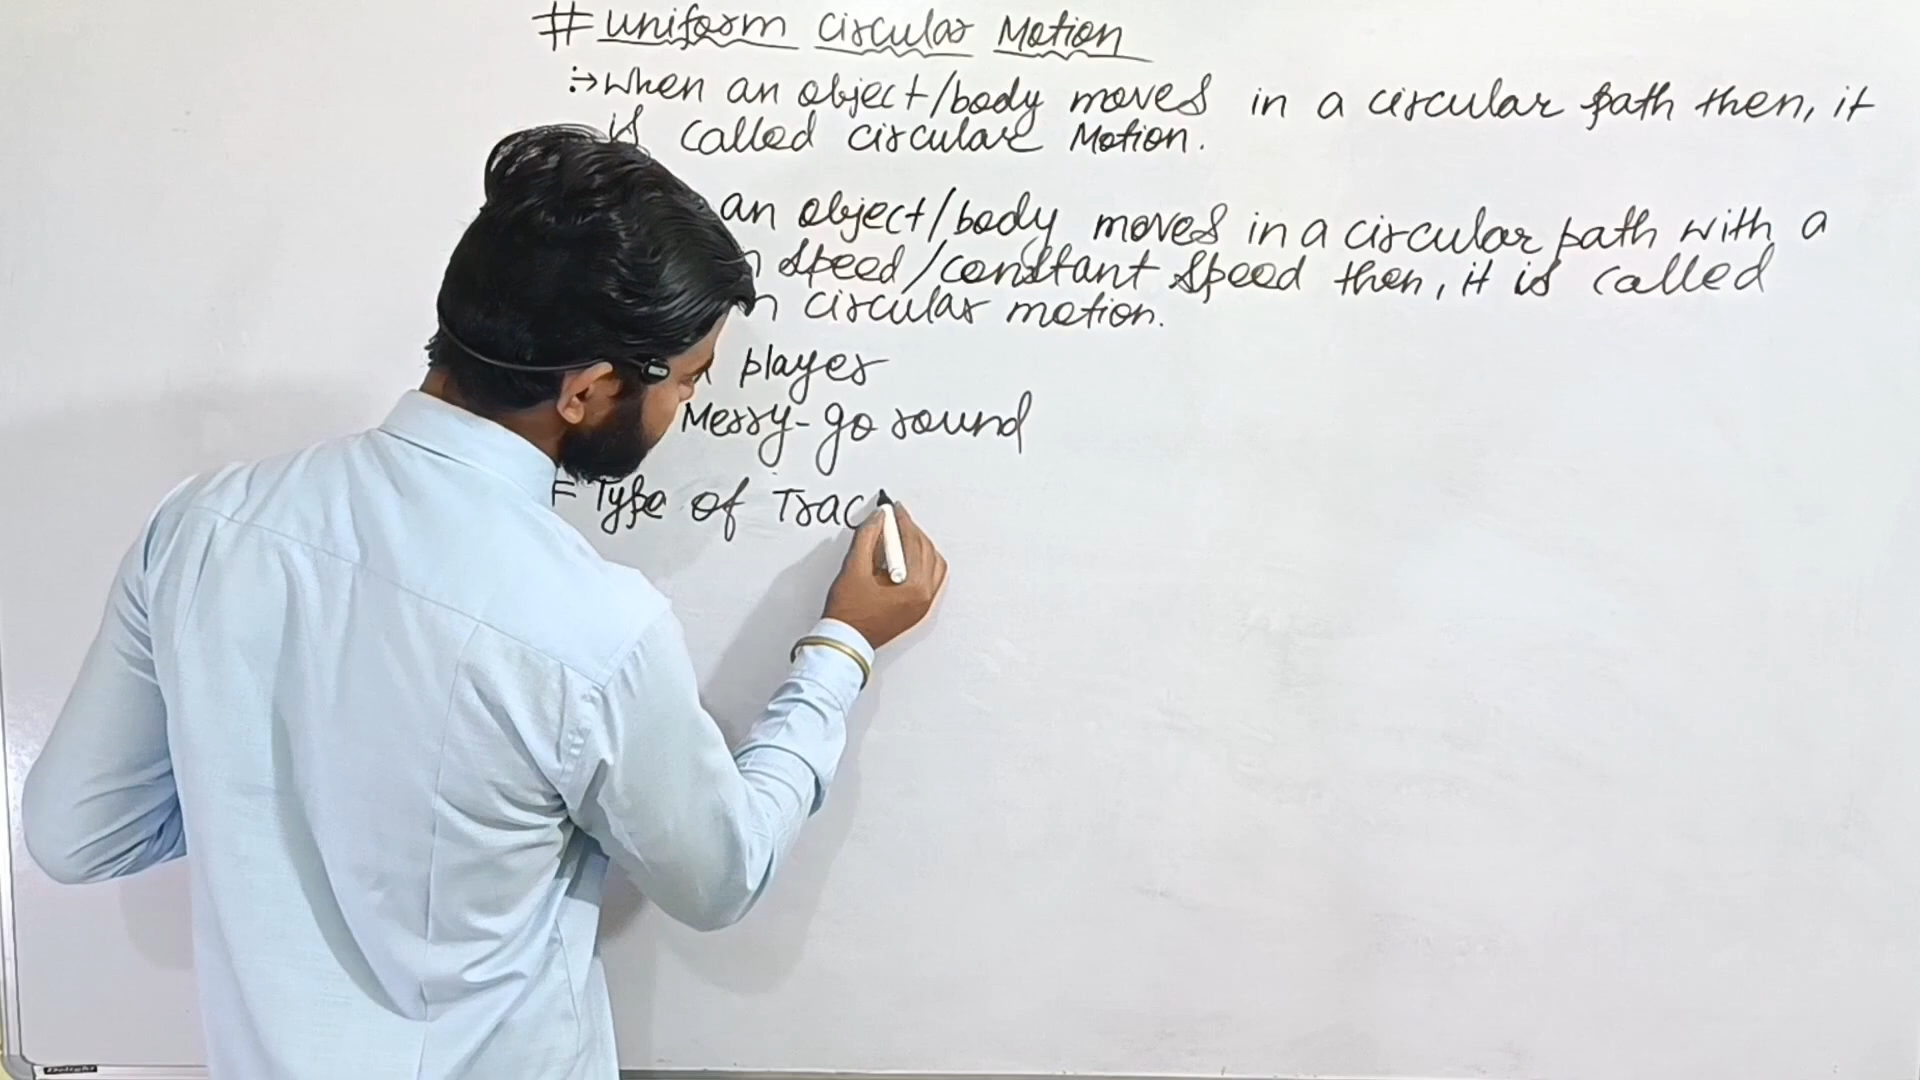 # Uniform Circular Motion
:→ When an object/body moves in a circular path then, it
is called circular Motion.
an object/body moves in a circular path with a
speed/constant speed then, it is called
circular motion.
player
Merry-go round
# Type of Trac
Delight